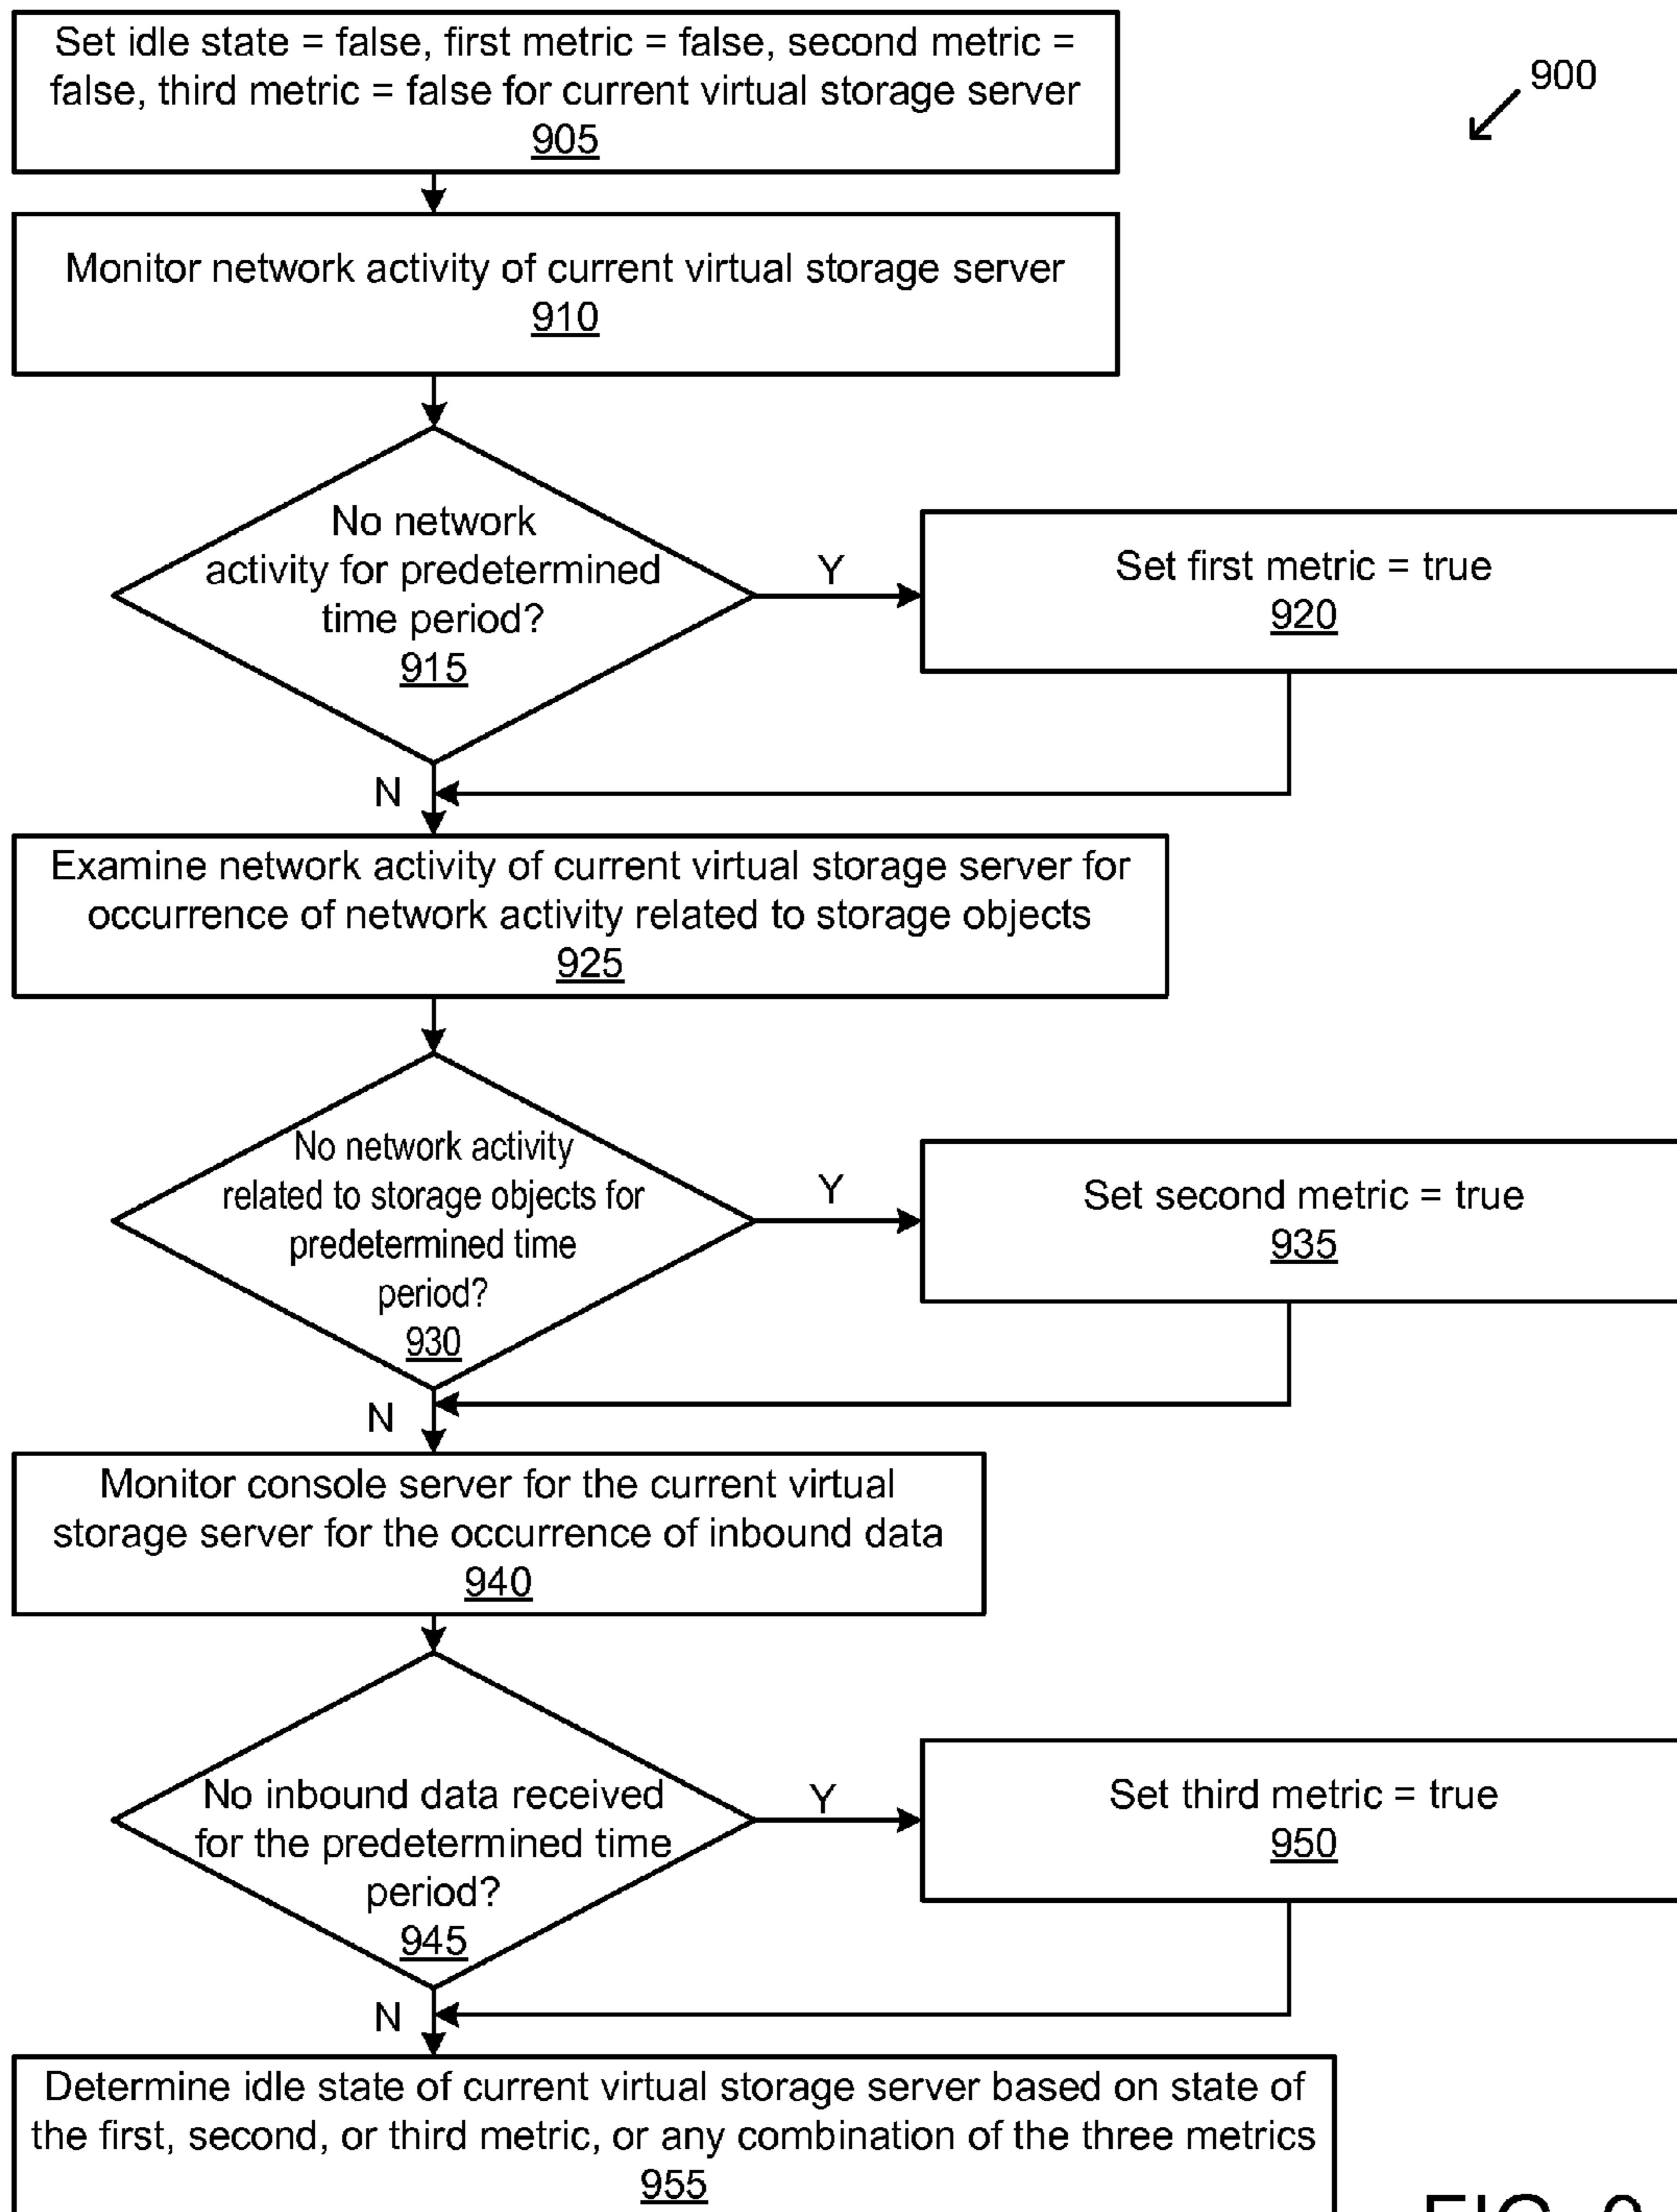 Set idle state = false, first metric = false, second metric =
false, third metric = false for current virtual storage server
905
900
Monitor network activity of current virtual storage server
910
No network
activity for predetermined
time period?
915
Y
Set first metric = true
920
N
Examine network activity of current virtual storage server for
occurrence of network activity related to storage objects
925
No network activity
related to storage objects for
predetermined time
period?
930
Y
Set second metric = true
935
N
Monitor console server for the current virtual
storage server for the occurrence of inbound data
940
No inbound data received
for the predetermined time
period?
945
Y
Set third metric = true
950
N
Determine idle state of current virtual storage server based on state of
the first, second, or third metric, or any combination of the three metrics
955